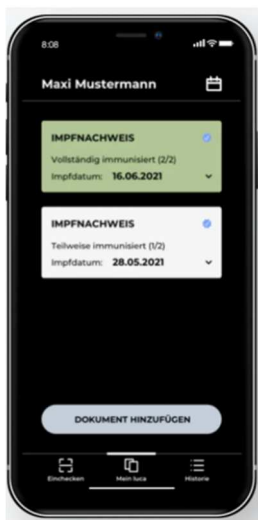 8:08
Maxi Mustermann
IMPFNACHWEIS
Vollständig immunisiert (2/2)
Impfdatum: 16.06.2021
IMPFNACHWEIS
Teilweise immunisiert (1/2)
Impfdatum: 28.05.2021
DOKUMENT HINZUFÜGEN
Einchecken Mein luca Historie